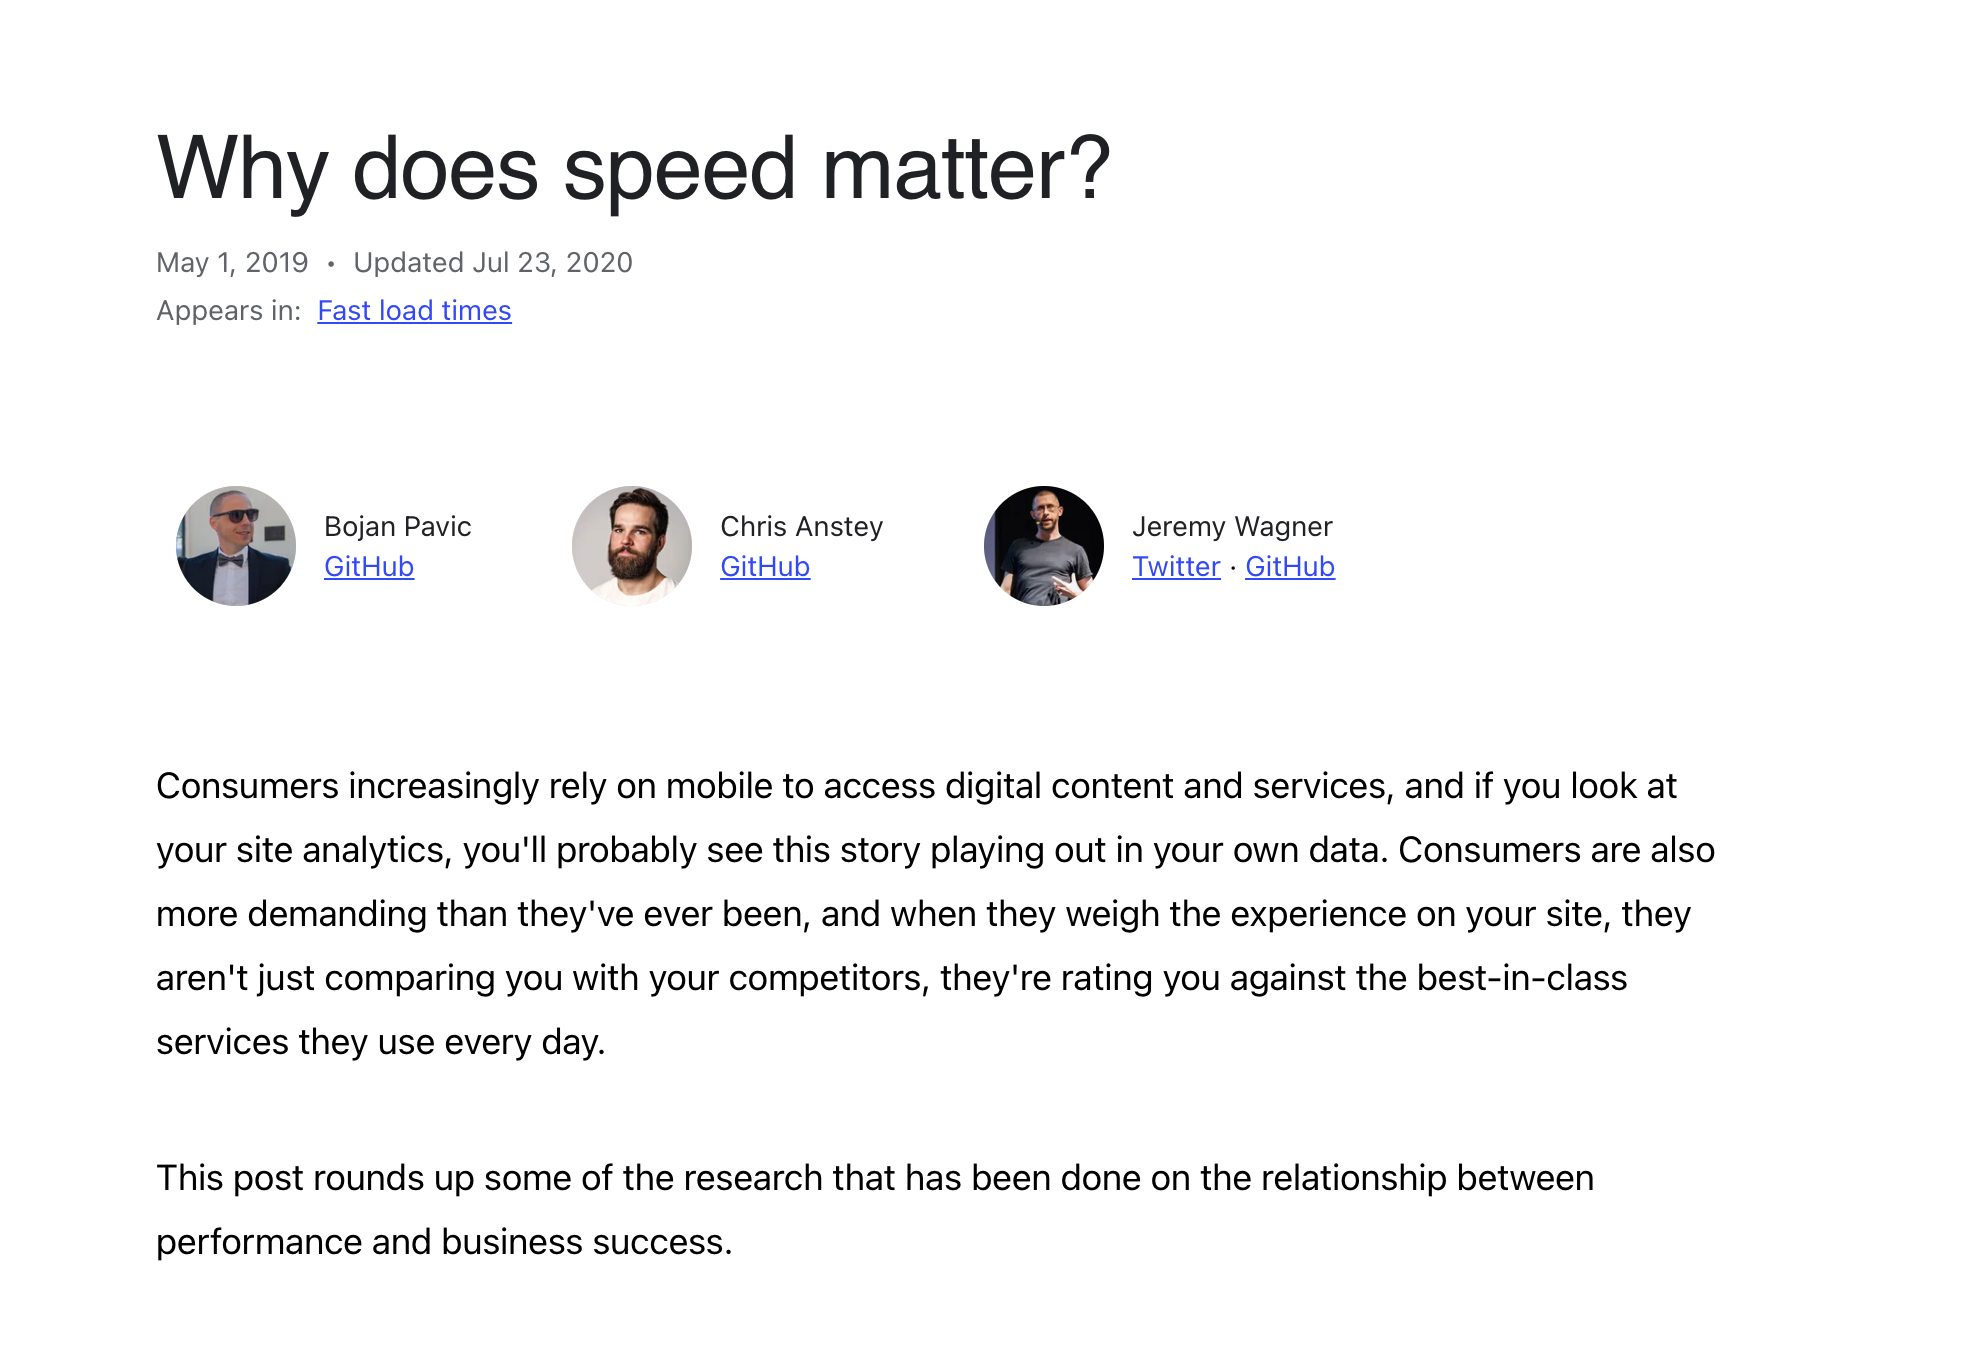 Why does speed matter?
May 1, 2019 • Updated Jul 23, 2020
Appears in: Fast load times
Bojan Pavic
GitHub
Chris Anstey
GitHub
Jeremy Wagner
Twitter · GitHub
Consumers increasingly rely on mobile to access digital content and services, and if you look at
your site analytics, you'll probably see this story playing out in your own data. Consumers are also
more demanding than they've ever been, and when they weigh the experience on your site, they
aren't just comparing you with your competitors, they're rating you against the best-in-class
services they use every day.
This post rounds up some of the research that has been done on the relationship between
performance and business success.